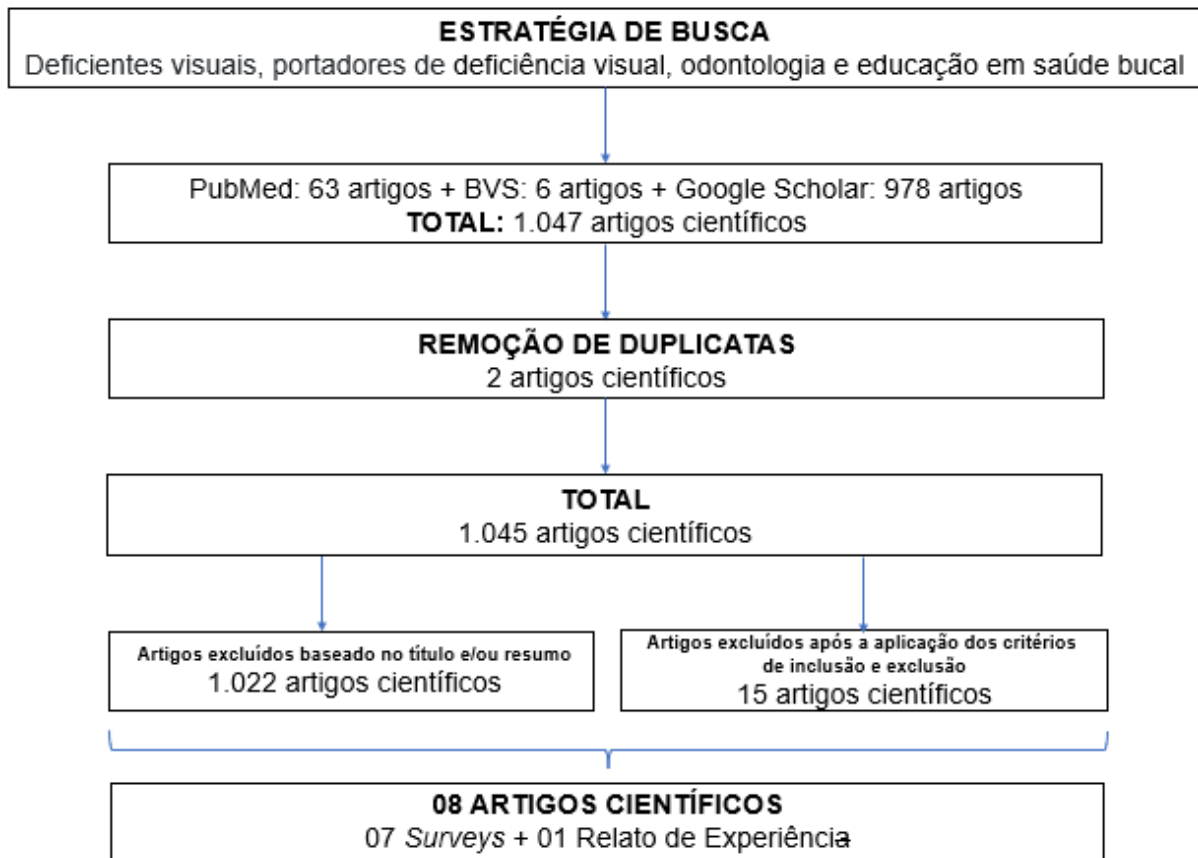 ESTRATÉGIA DE BUSCA
Deficientes visuais, portadores de deficiência visual, odontologia e educação em saúde bucal
PubMed: 63 artigos + BVS: 6 artigos + Google Scholar: 978 artigos
TOTAL: 1.047 artigos científicos
REMOÇÃO DE DUPLICATAS
2 artigos científicos
TOTAL
1.045 artigos científicos
Artigos excluídos baseado no título e/ou resumo
1.022 artigos científicos
Artigos excluídos após a aplicação dos critérios
de inclusão e exclusão
15 artigos científicos
08 ARTIGOS CIENTÍFICOS
07 Surveys + 01 Relato de Experiência